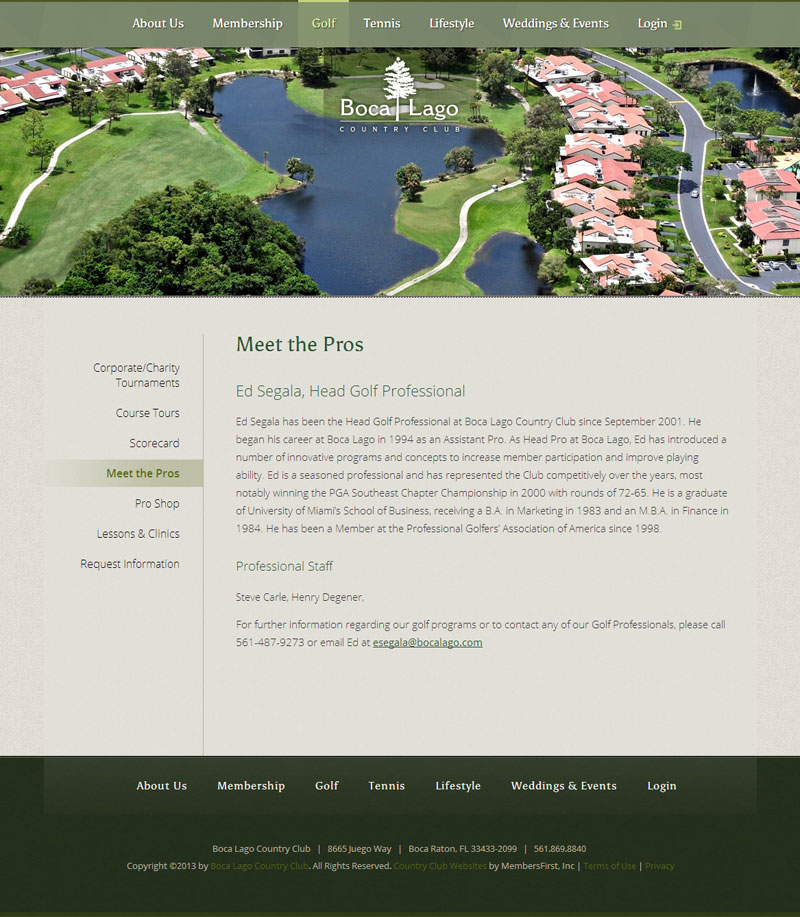 About Us Membership Golf Tennis Lifestyle Weddings & Events Login
Boca Lago
COUNTRY CLUB
Corporate/Charity
Tournaments
Course Tours
Scorecard
Meet the Pros
Pro Shop
Lessons & Clinics
Request Information
Meet the Pros
Ed Segala, Head Golf Professional
Ed Segala has been the Head Golf Professional at Boca Lago Country Club since September 2001. He
began his career at Boca Lago in 1994 as an Assistant Pro. As Head Pro at Boca Lago, Ed has introduced a
number of innovative programs and concepts to increase member participation and improve playing
ability. Ed is a seasoned professional and has represented the Club competitively over the years, most
notably winning the PGA Southeast Chapter Championship in 2000 with rounds of 72-65. He is a graduate
of University of Miami's School of Business, receiving a B.A. in Marketing in 1983 and an M.B.A. in Finance in
1984. He has been a Member at the Professional Golfers' Association of America since 1998.
Professional Staff
Steve Carle, Henry Degener,
For further information regarding our golf programs or to contact any of our Golf Professionals, please call
561-487-9273 or email Ed at esegala@bocalago.com
About Us Membership Golf Tennis Lifestyle Weddings & Events Login
Boca Lago Country Club | 8665 Juego Way | Boca Raton, FL 33433-2099 | 561.869.8840
Copyright ©2013 by Boca Lago Country Club. All Rights Reserved. Country Club Websites by MembersFirst, Inc | Terms of Use | Privacy